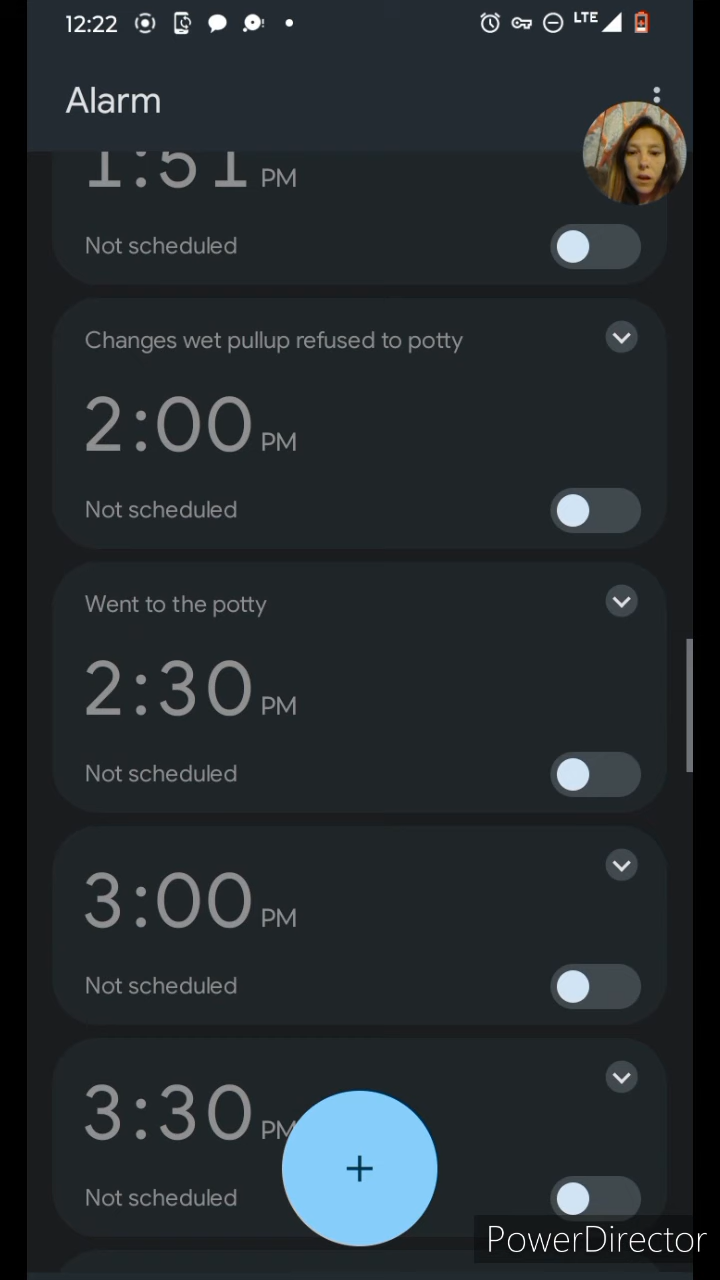 12:22
LTE
Alarm
1:51 PM
Not scheduled
Changes wet pullup refused to potty
2:00 PM
Not scheduled
Went to the potty
2:30 PM
Not scheduled
3:00 PM
Not scheduled
3:30 PM
Not scheduled
+
PowerDirector